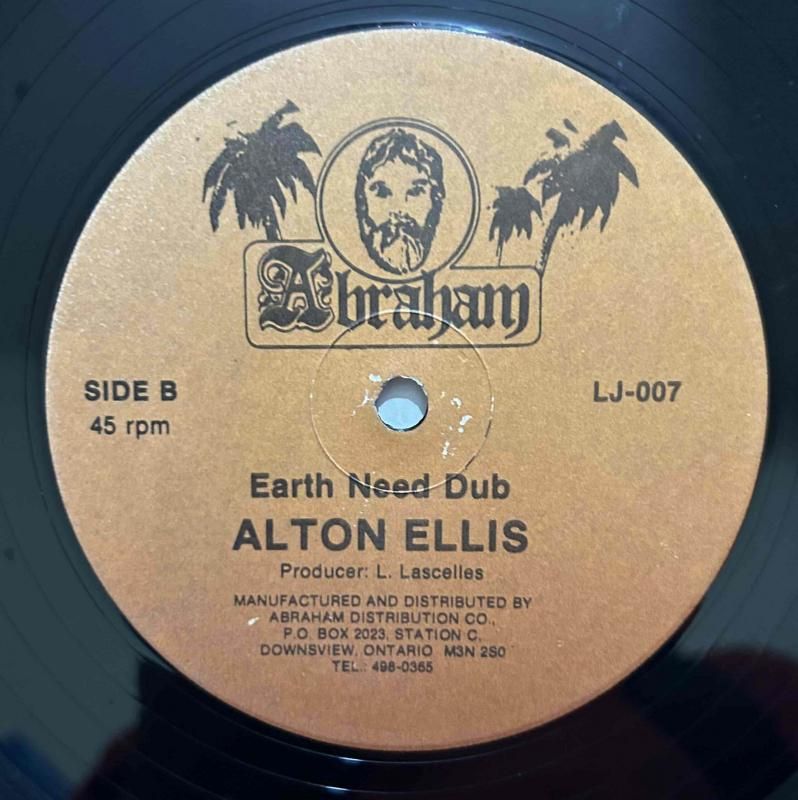 Abraham
SIDE B
45 rpm
LJ-007
Earth Need Dub
ALTON ELLIS
Producer: L. Lascelles
MANUFACTURED AND DISTRIBUTED BY
ABRAHAM DISTRIBUTION CO.,
P.O. BOX 2023, STATION C,
DOWNSVIEW, ONTARIO M3N 2S0
TEL.: 498-0365